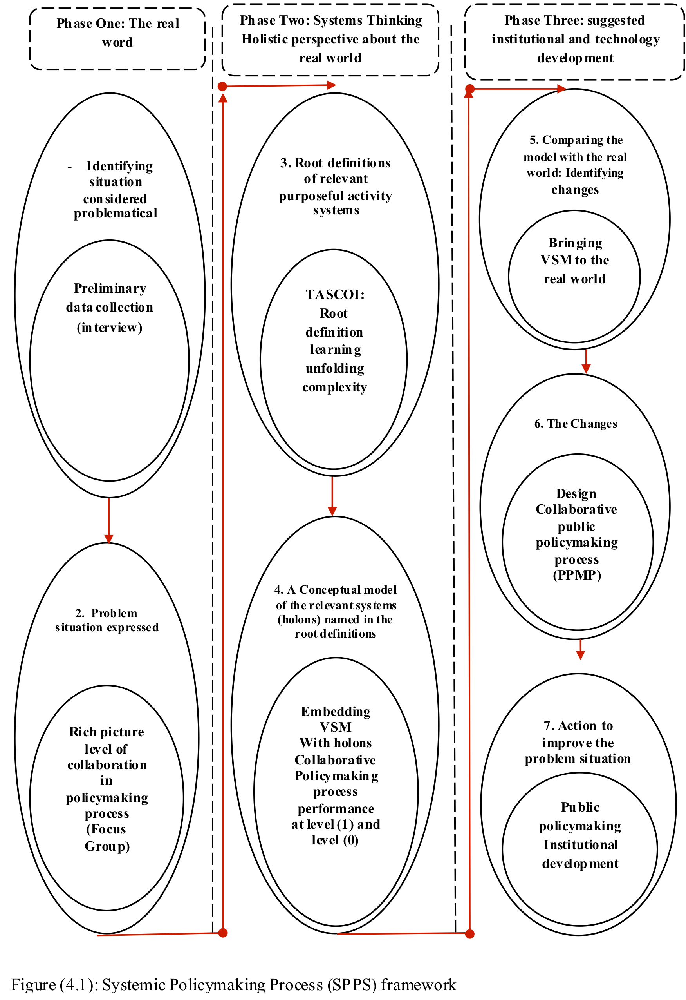 Phase One: The real
word
- Identifying
situation
considered
problematical
Preliminary
data collection
(interview)
2. Problem
situation expressed
Rich picture
level of
collaboration
in
policymaking
process
(Focus
Group)
Phase Two: Systems Thinking
Holistic perspective about the
real world
3. Root definitions
of relevant
purposeful activity
systems
TASCOI:
Root
definition
learning
unfolding
complexity
4. A Conceptual model
of the relevant systems
(holons) named in the
root definitions
Embedding
VSM
With holons
Collaborative
Policymaking
process
performance
at level (1) and
level (0)
Phase Three: suggested
institutional and technology
development
5. Comparing the
model with the real
world: Identifying
changes
Bringing
VSM to the
real world
6. The Changes
Design
Collaborative
public
policymaking
process
(PPMP)
7. Action to
improve the
problem situation
Public
policymaking
Institutional
development
Figure (4.1): Systemic Policymaking Process (SPPS) framework